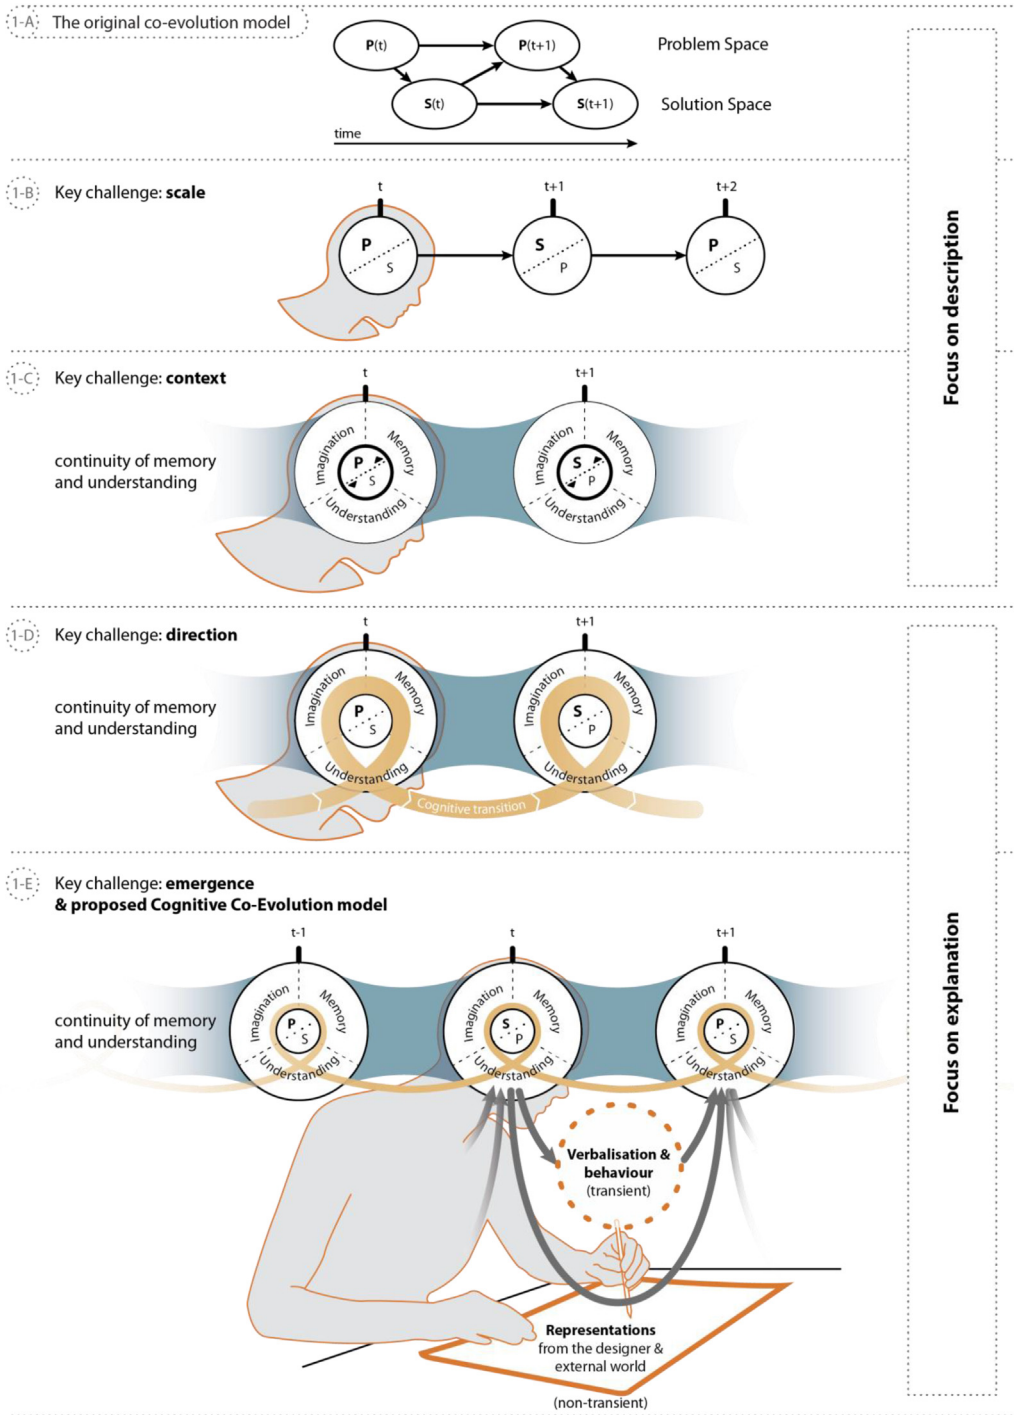 1-A
The original co-evolution model
P(t)
P(t+1)
Problem Space
S(t)
S(t+1)
Solution Space
time
1-B
Key challenge: scale
t
t+1
t+2
P
S
S
P
P
S
Focus on description
1-C
Key challenge: context
t
t+1
continuity of memory
and understanding
Imagination
Memory
Understanding
P
S
Imagination
Memory
Understanding
S
P
1-D
Key challenge: direction
t
t+1
continuity of memory
and understanding
Imagination
Memory
Understanding
P
S
Imagination
Memory
Understanding
S
P
Cognitive transition
1-E
Key challenge: emergence
& proposed Cognitive Co-Evolution model
t-1
t
t+1
continuity of memory
and understanding
Imagination
Memory
Understanding
P
S
Imagination
Memory
Understanding
S
P
Imagination
Memory
Understanding
P
S
Focus on explanation
Verbalisation &
behaviour
(transient)
Representations
from the designer &
external world
(non-transient)